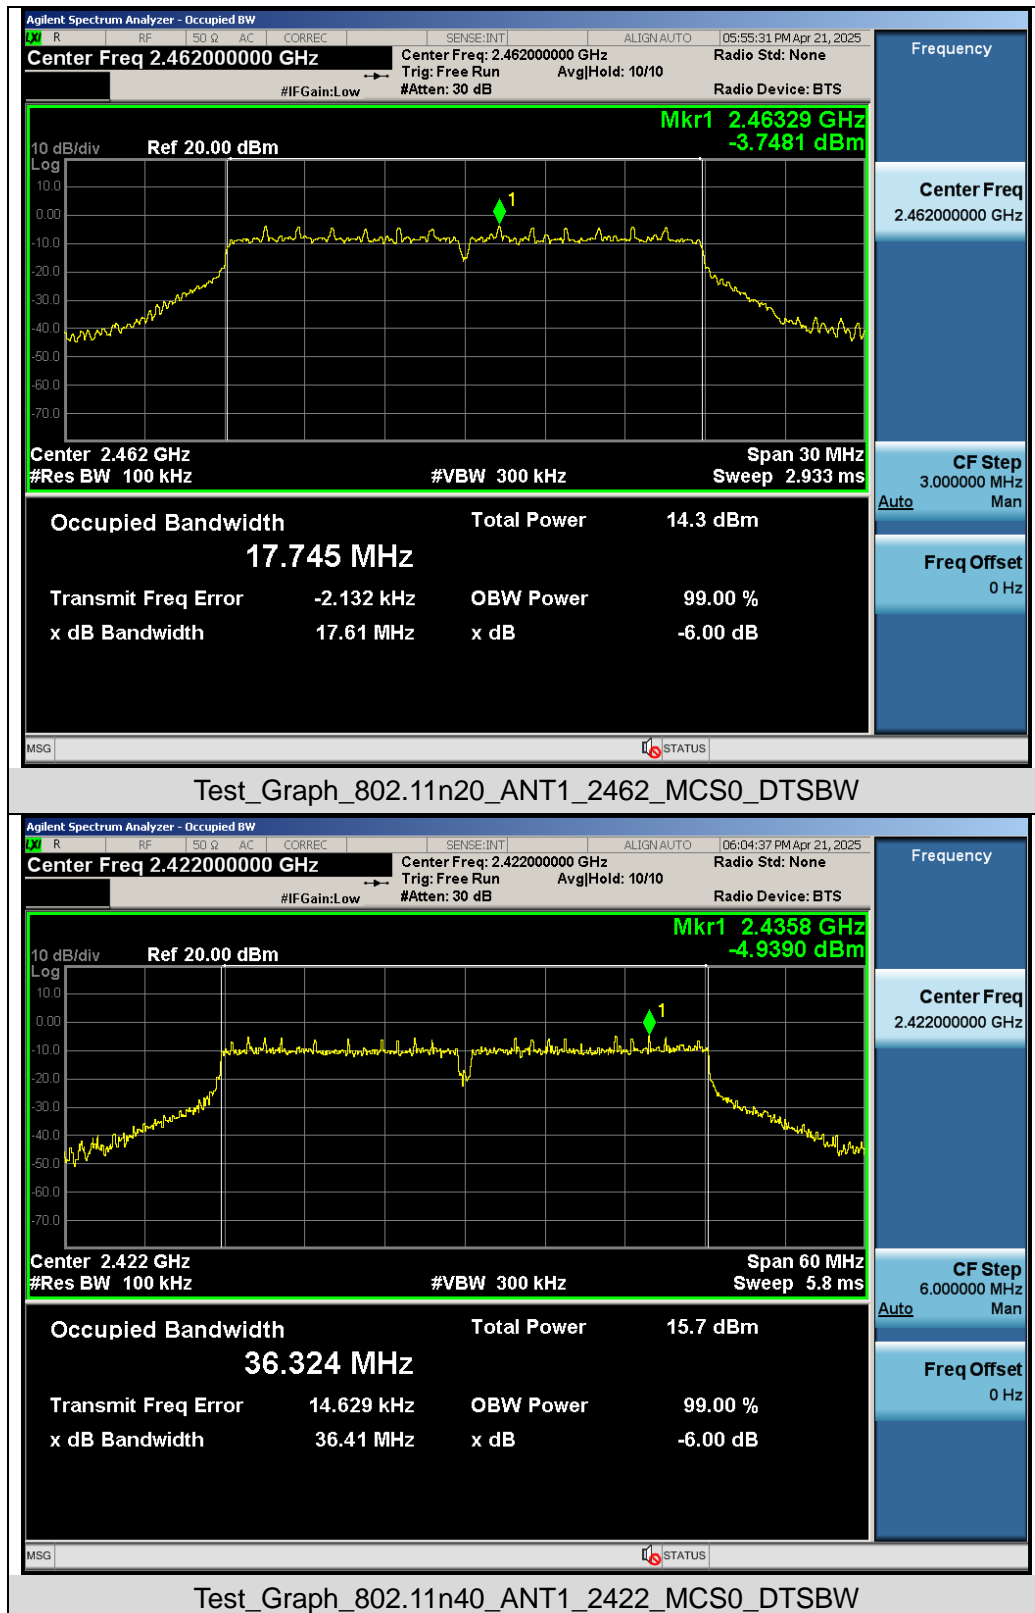 Agilent Spectrum Analyzer - Occupied BW
LXI R RF 50 Ω AC CORREC SENSE:INT ALIGN AUTO 05:55:31 PM Apr 21, 2025
Center Freq 2.462000000 GHz Center Freq: 2.462000000 GHz Radio Std: None
Trig: Free Run Avg|Hold: 10/10
#IFGain:Low #Atten: 30 dB Radio Device: BTS
Frequency
Mkr1 2.46329 GHz
-3.7481 dBm
10 dB/div Ref 20.00 dBm
Log
10.0
0.00
-10.0
-20.0
-30.0
-40.0
-50.0
-60.0
-70.0
1
Center 2.462 GHz Span 30 MHz
#Res BW 100 kHz #VBW 300 kHz Sweep 2.933 ms
Center Freq
2.462000000 GHz
CF Step
3.000000 MHz
Auto Man
Freq Offset
0 Hz
Occupied Bandwidth Total Power 14.3 dBm
17.745 MHz
Transmit Freq Error -2.132 kHz OBW Power 99.00 %
x dB Bandwidth 17.61 MHz x dB -6.00 dB
MSG STATUS
Test_Graph_802.11n20_ANT1_2462_MCS0_DTSBW
Agilent Spectrum Analyzer - Occupied BW
LXI R RF 50 Ω AC CORREC SENSE:INT ALIGN AUTO 06:04:37 PM Apr 21, 2025
Center Freq 2.422000000 GHz Center Freq: 2.422000000 GHz Radio Std: None
Trig: Free Run Avg|Hold: 10/10
#IFGain:Low #Atten: 30 dB Radio Device: BTS
Frequency
Mkr1 2.4358 GHz
-4.9390 dBm
10 dB/div Ref 20.00 dBm
Log
10.0
0.00
-10.0
-20.0
-30.0
-40.0
-50.0
-60.0
-70.0
1
Center 2.422 GHz Span 60 MHz
#Res BW 100 kHz #VBW 300 kHz Sweep 5.8 ms
Center Freq
2.422000000 GHz
CF Step
6.000000 MHz
Auto Man
Freq Offset
0 Hz
Occupied Bandwidth Total Power 15.7 dBm
36.324 MHz
Transmit Freq Error 14.629 kHz OBW Power 99.00 %
x dB Bandwidth 36.41 MHz x dB -6.00 dB
MSG STATUS
Test_Graph_802.11n40_ANT1_2422_MCS0_DTSBW